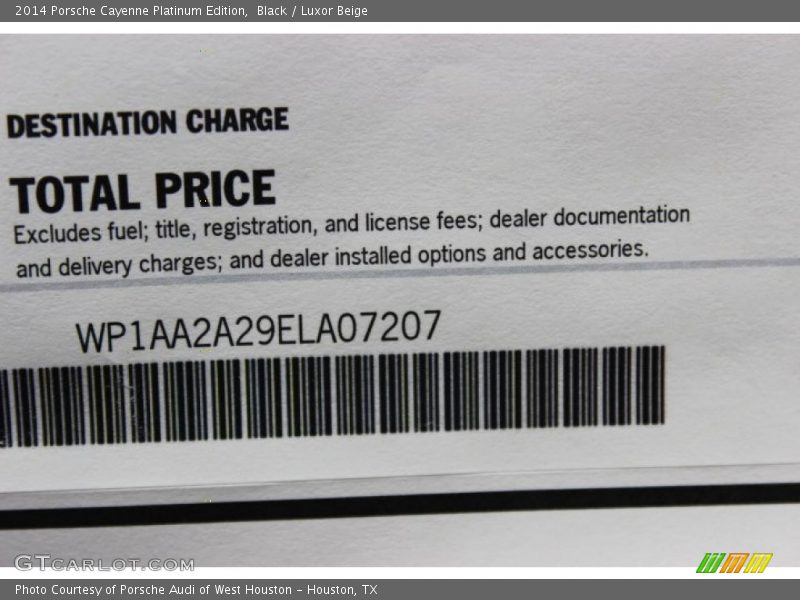 2014 Porsche Cayenne Platinum Edition,  Black / Luxor Beige
DESTINATION CHARGE
TOTAL PRICE
Excludes fuel; title, registration, and license fees; dealer documentation
and delivery charges; and dealer installed options and accessories.
WP1AA2A29ELA07207
GTCARLOT.COM
Photo Courtesy of Porsche Audi of West Houston - Houston, TX